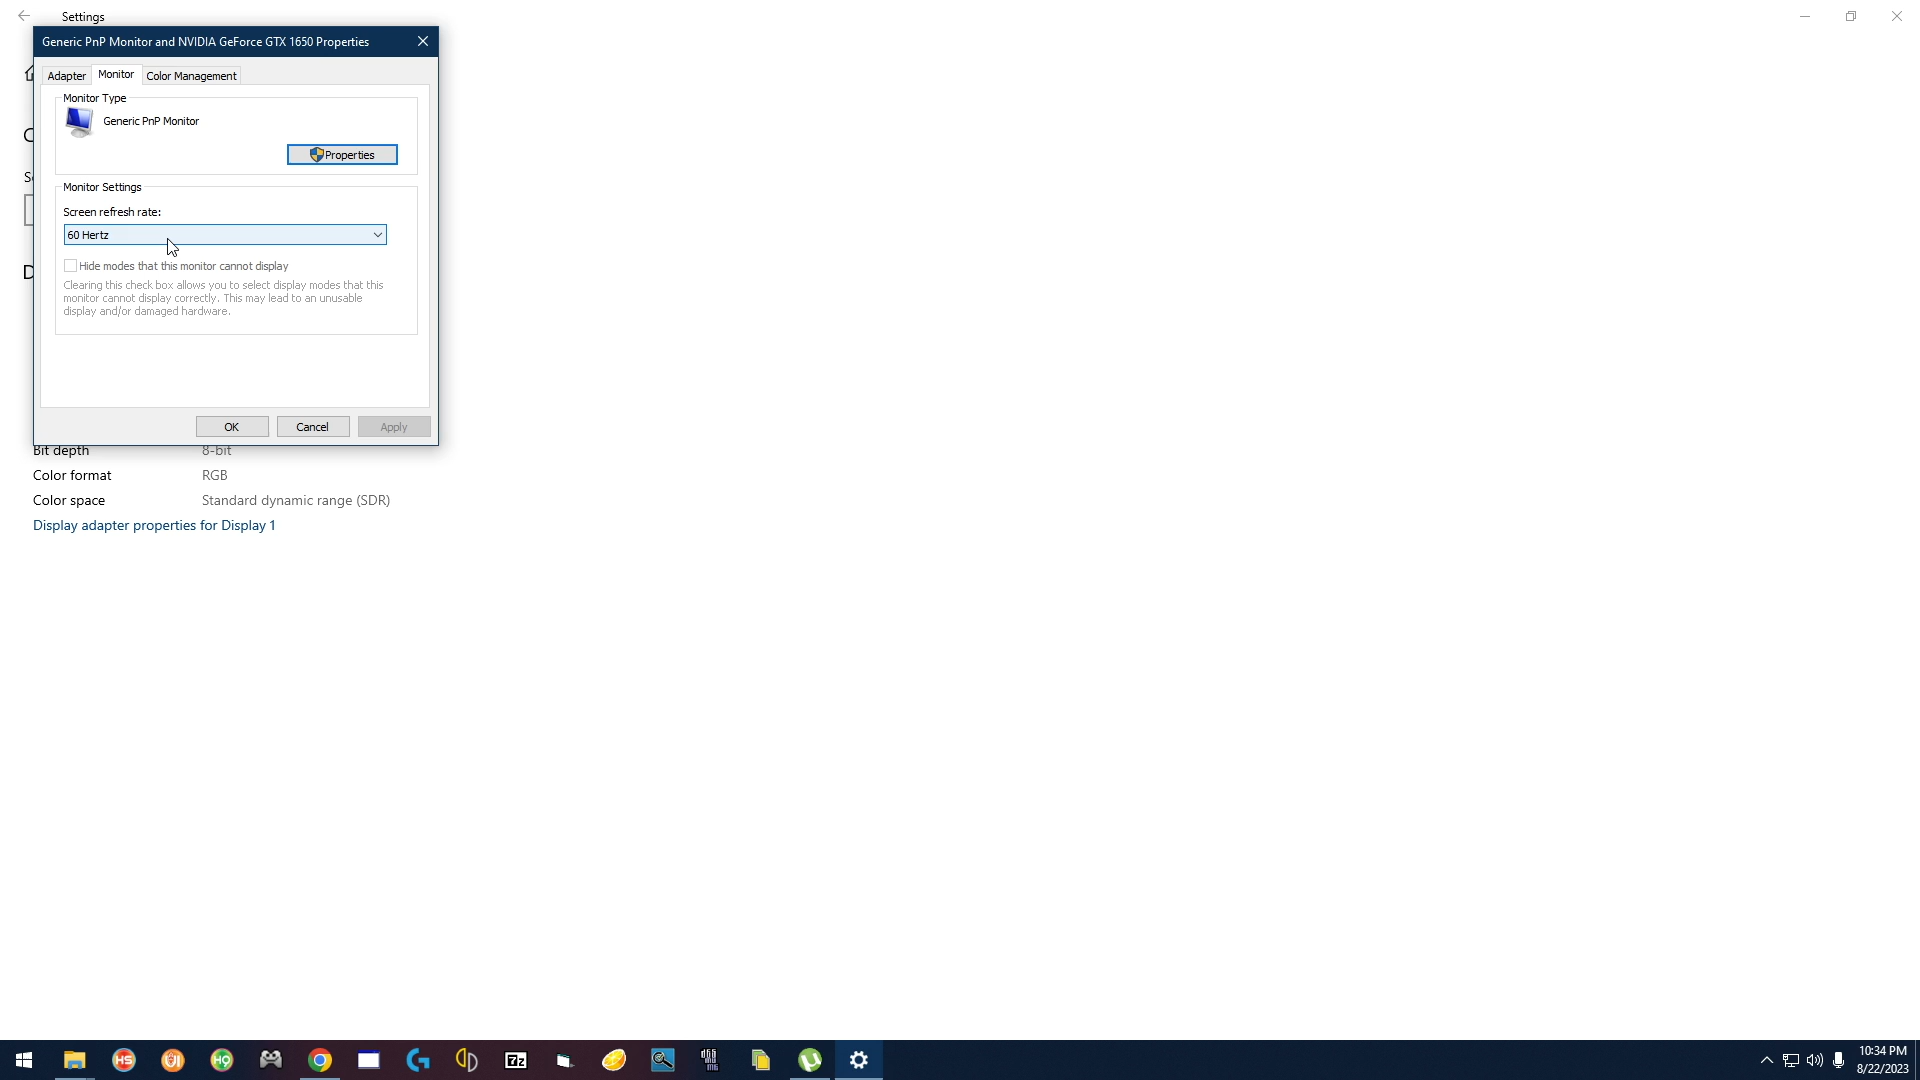 Settings
Generic PnP Monitor and NVIDIA GeForce GTX 1650 Properties
Adapter Monitor Color Management
Monitor Type
Generic PnP Monitor
Properties
Monitor Settings
Screen refresh rate:
60 Hertz
Hide modes that this monitor cannot display
Clearing this check box allows you to select display modes that this
monitor cannot display correctly. This may lead to an unusable
display and/or damaged hardware.
OK Cancel Apply
Bit depth 8-bit
Color format RGB
Color space Standard dynamic range (SDR)
Display adapter properties for Display 1
HS HQ 7z
10:34 PM
8/22/2023